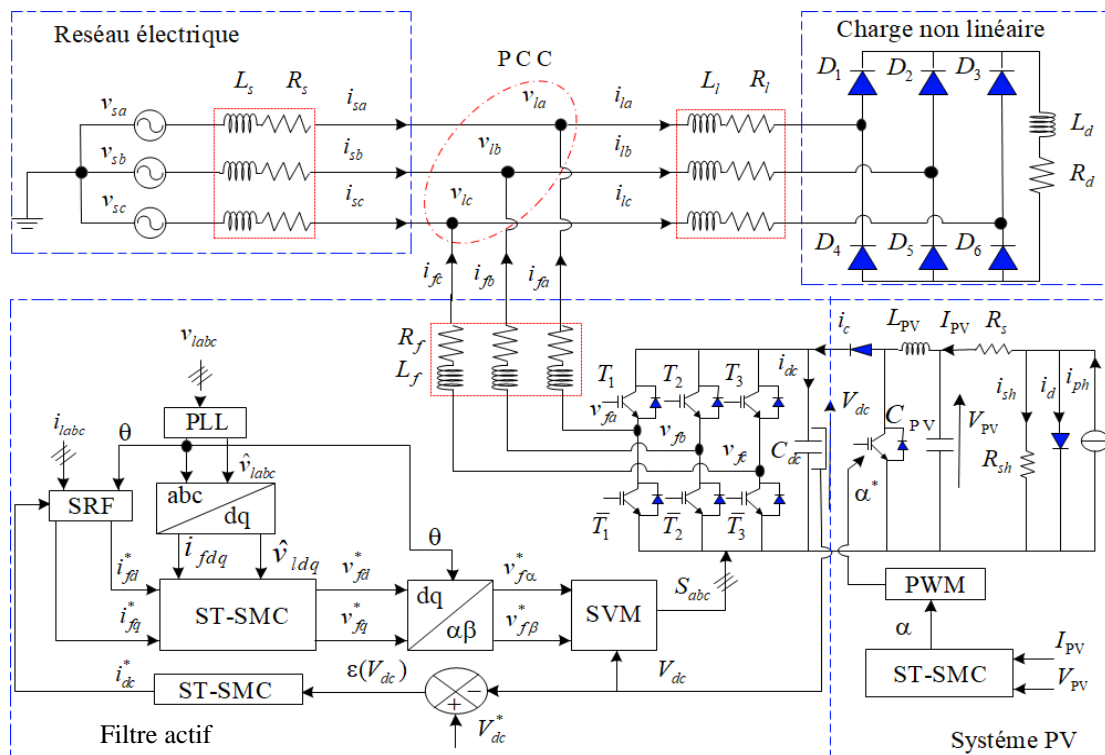 Reséau électrique
Charge non linéaire
P C C
L_s R_s
L_l R_l
D_1 D_2 D_3
v_sa
i_sa
v_la
i_la
L_d
v_sb
i_sb
v_lb
i_lb
R_d
v_sc
i_sc
v_lc
i_lc
D_4 D_5 D_6
i_fc i_fb i_fa
R_f
L_f
v_labc
PLL
i_labc
θ
v̂_labc
SRF
abc
dq
i_fdq
v̂_ldq
θ
i*_fd
i*_fq
ST-SMC
v*_fd
v*_fq
dq
αβ
v*_fα
v*_fβ
SVM
S_abc
i*_dc
ST-SMC
ε(V_dc)
−
+
V*_dc
V_dc
Filtre actif
T_1 T_2 T_3
v_fa
v_fb
v_fc
T̅_1 T̅_2 T̅_3
i_dc
C_dc
V_dc
i_c
L_PV
I_PV
R_s
C_PV
V_PV
i_sh
i_d
i_ph
R_sh
α*
PWM
α
ST-SMC
I_PV
V_PV
Systéme PV